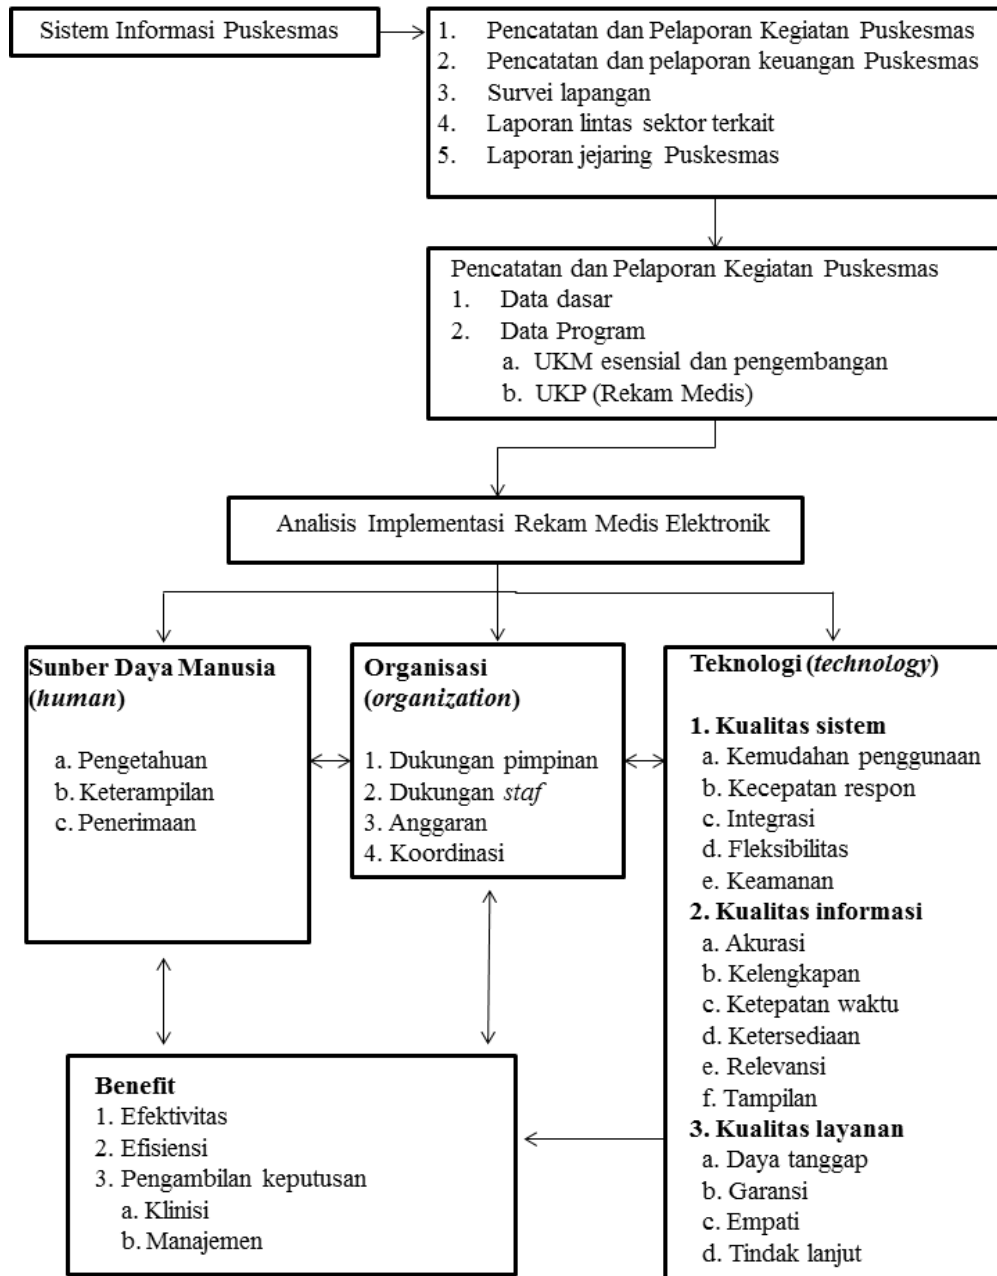 Sistem Informasi Puskesmas
1. Pencatatan dan Pelaporan Kegiatan Puskesmas
2. Pencatatan dan pelaporan keuangan Puskesmas
3. Survei lapangan
4. Laporan lintas sektor terkait
5. Laporan jejaring Puskesmas
Pencatatan dan Pelaporan Kegiatan Puskesmas
1. Data dasar
2. Data Program
a. UKM esensial dan pengembangan
b. UKP (Rekam Medis)
Analisis Implementasi Rekam Medis Elektronik
Sunber Daya Manusia
(human)
a. Pengetahuan
b. Keterampilan
c. Penerimaan
Organisasi
(organization)
1. Dukungan pimpinan
2. Dukungan staf
3. Anggaran
4. Koordinasi
Teknologi (technology)
1. Kualitas sistem
a. Kemudahan penggunaan
b. Kecepatan respon
c. Integrasi
d. Fleksibilitas
e. Keamanan
2. Kualitas informasi
a. Akurasi
b. Kelengkapan
c. Ketepatan waktu
d. Ketersediaan
e. Relevansi
f. Tampilan
3. Kualitas layanan
a. Daya tanggap
b. Garansi
c. Empati
d. Tindak lanjut
Benefit
1. Efektivitas
2. Efisiensi
3. Pengambilan keputusan
a. Klinisi
b. Manajemen